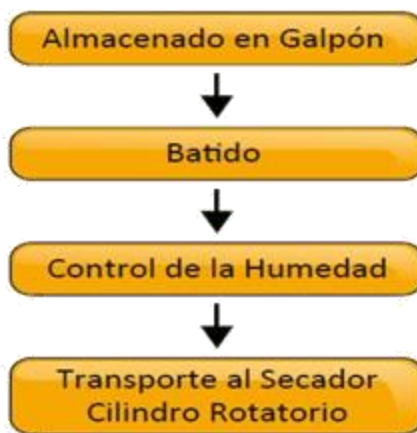 Almacenado en Galpón
Batido
Control de la Humedad
Transporte al Secador
Cilindro Rotatorio